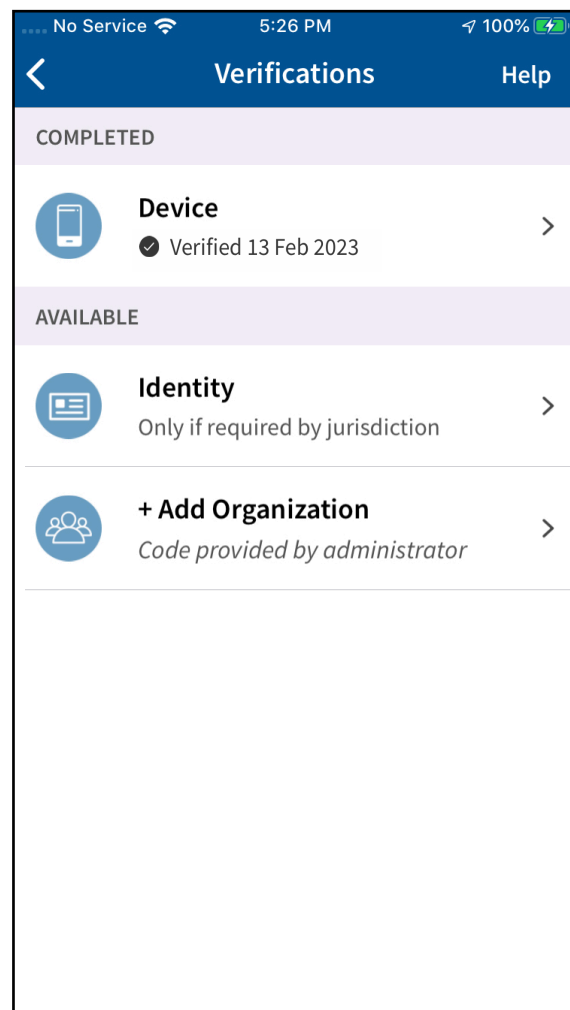 No Service 5:26 PM 100%
Verifications Help
COMPLETED
Device
Verified 13 Feb 2023
AVAILABLE
Identity
Only if required by jurisdiction
+ Add Organization
Code provided by administrator